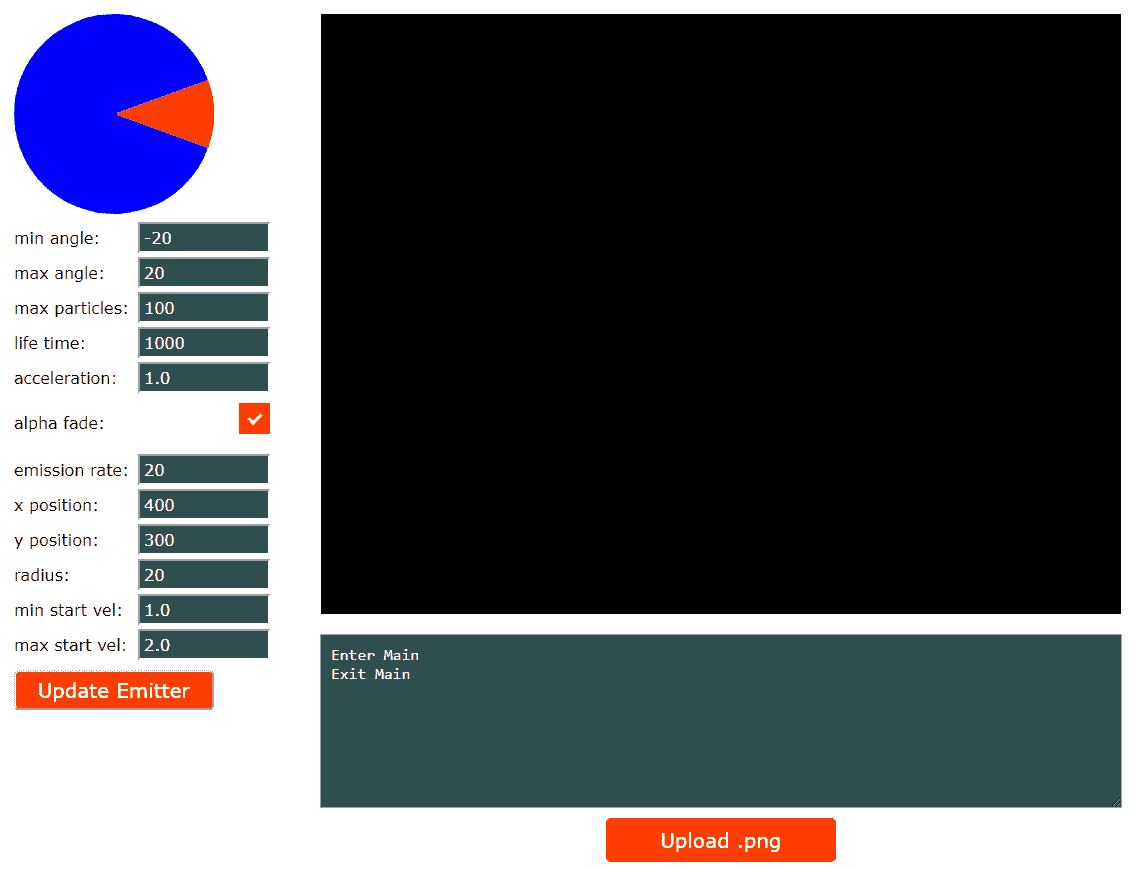 min angle: -20
max angle: 20
max particles: 100
life time: 1000
acceleration: 1.0
alpha fade:
emission rate: 20
x position: 400
y position: 300
radius: 20
min start vel: 1.0
max start vel: 2.0
Update Emitter
Enter Main
Exit Main
Upload .png